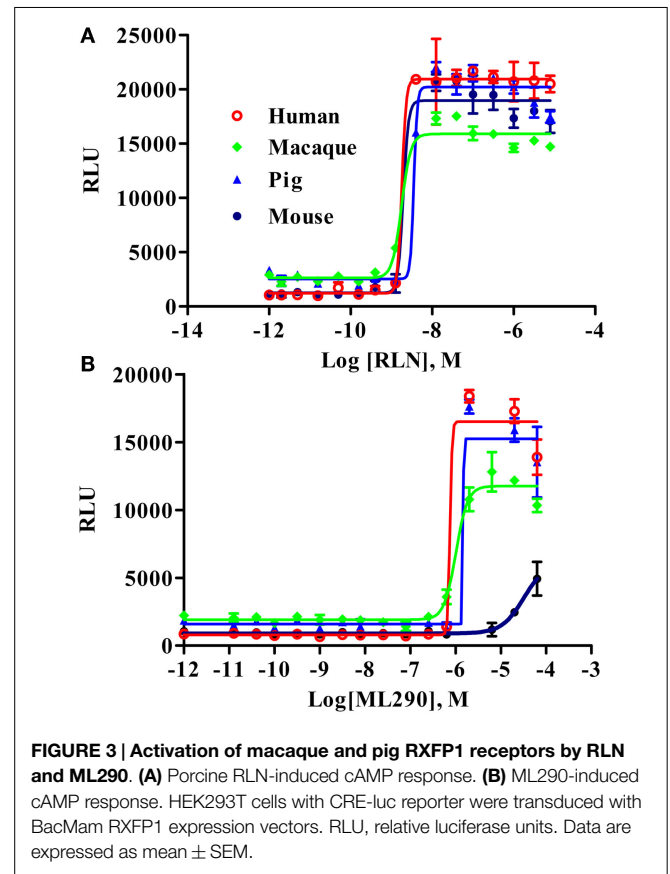 A
25000
20000
15000
10000
5000
0
RLU
Human
Macaque
Pig
Mouse
-14 -12 -10 -8 -6 -4
Log [RLN], M
B
20000
15000
10000
5000
0
RLU
-12 -11 -10 -9 -8 -7 -6 -5 -4 -3
Log[ML290], M
FIGURE 3 | Activation of macaque and pig RXFP1 receptors by RLN
and ML290. (A) Porcine RLN-induced cAMP response. (B) ML290-induced
cAMP response. HEK293T cells with CRE-luc reporter were transduced with
BacMam RXFP1 expression vectors. RLU, relative luciferase units. Data are
expressed as mean ± SEM.